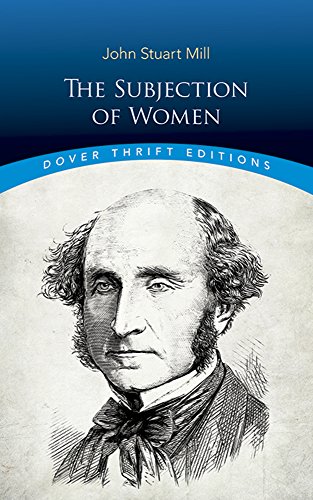 John Stuart Mill
The Subjection
of Women
DOVER THRIFT EDITIONS